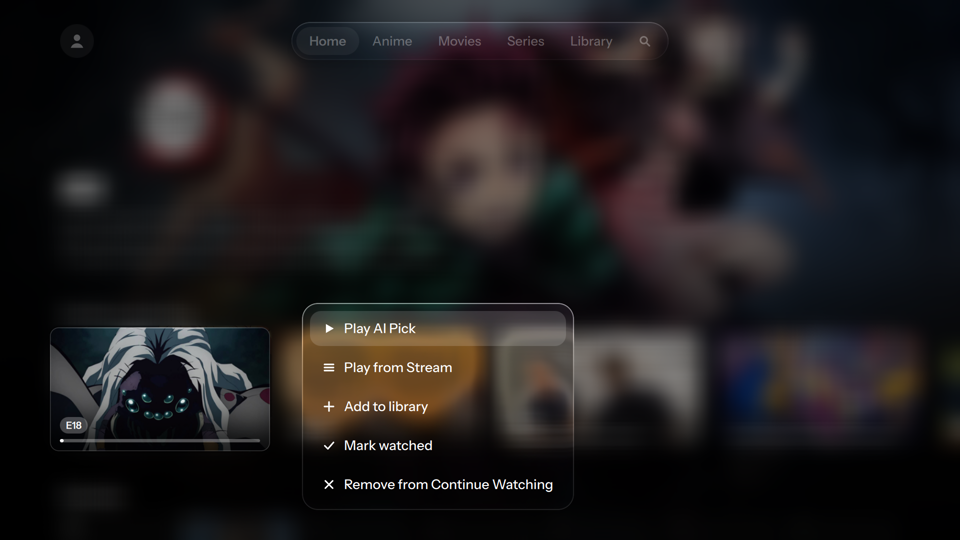 Home
Anime
Movies
Series
Library
Play AI Pick
Play from Stream
Add to library
Mark watched
Remove from Continue Watching
E18